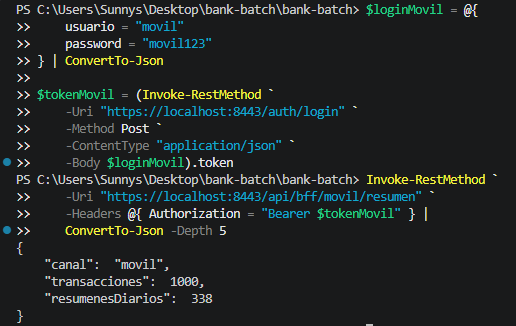 PS C:\Users\Sunnys\Desktop\bank-batch\bank-batch> $loginMovil = @{
>>     usuario = "movil"
>>     password = "movil123"
>> } | ConvertTo-Json
>>
>> $tokenMovil = (Invoke-RestMethod `
>>     -Uri "https://localhost:8443/auth/login" `
>>     -Method Post `
>>     -ContentType "application/json" `
>>     -Body $loginMovil).token
PS C:\Users\Sunnys\Desktop\bank-batch\bank-batch> Invoke-RestMethod `
>>     -Uri "https://localhost:8443/api/bff/movil/resumen" `
>>     -Headers @{ Authorization = "Bearer $tokenMovil" } |
>>     ConvertTo-Json -Depth 5
{
    "canal":  "movil",
    "transacciones":  1000,
    "resumenesDiarios":  338
}